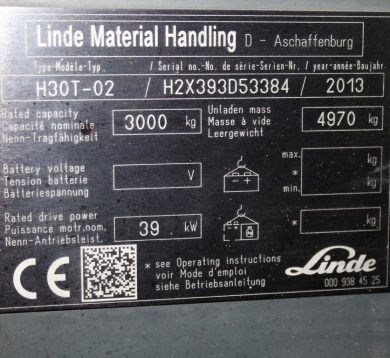 Linde Material Handling D - Aschaffenburg
Type-Modèle-Typ / Serial no.-No. de série-Serien-Nr. / year-année-Baujahr
H30T-02 / H2X393D53384 / 2013
Rated capacity
Capacité nominale
Nenn-Tragfähigkeit
3000 kg
Unladen mass
Masse à vide
Leergewicht
4970 kg
Battery voltage
Tension batterie
Batteriespannung
V
max.
*
min.
kg
kg
Rated drive power
Puissance motr.nom.
Nenn-Antriebsleist.
39 kW
* kg
CE
* see Operating instructions
voir Mode d'emploi
siehe Betriebsanleitung
Linde
000 938 45 25